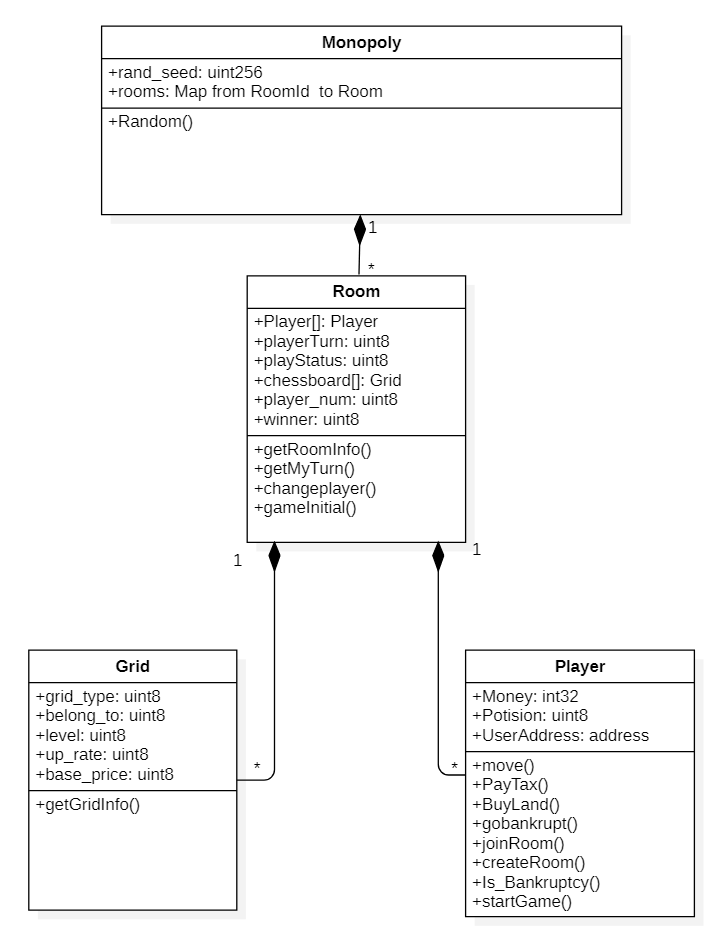 Monopoly
+rand_seed: uint256
+rooms: Map from RoomId  to Room
+Random()
1
*
Room
+Player[]: Player
+playerTurn: uint8
+playStatus: uint8
+chessboard[]: Grid
+player_num: uint8
+winner: uint8
+getRoomInfo()
+getMyTurn()
+changeplayer()
+gameInitial()
1
1
Grid
+grid_type: uint8
+belong_to: uint8
+level: uint8
+up_rate: uint8
+base_price: uint8
+getGridInfo()
*
*
Player
+Money: int32
+Potision: uint8
+UserAddress: address
+move()
+PayTax()
+BuyLand()
+gobankrupt()
+joinRoom()
+createRoom()
+Is_Bankruptcy()
+startGame()